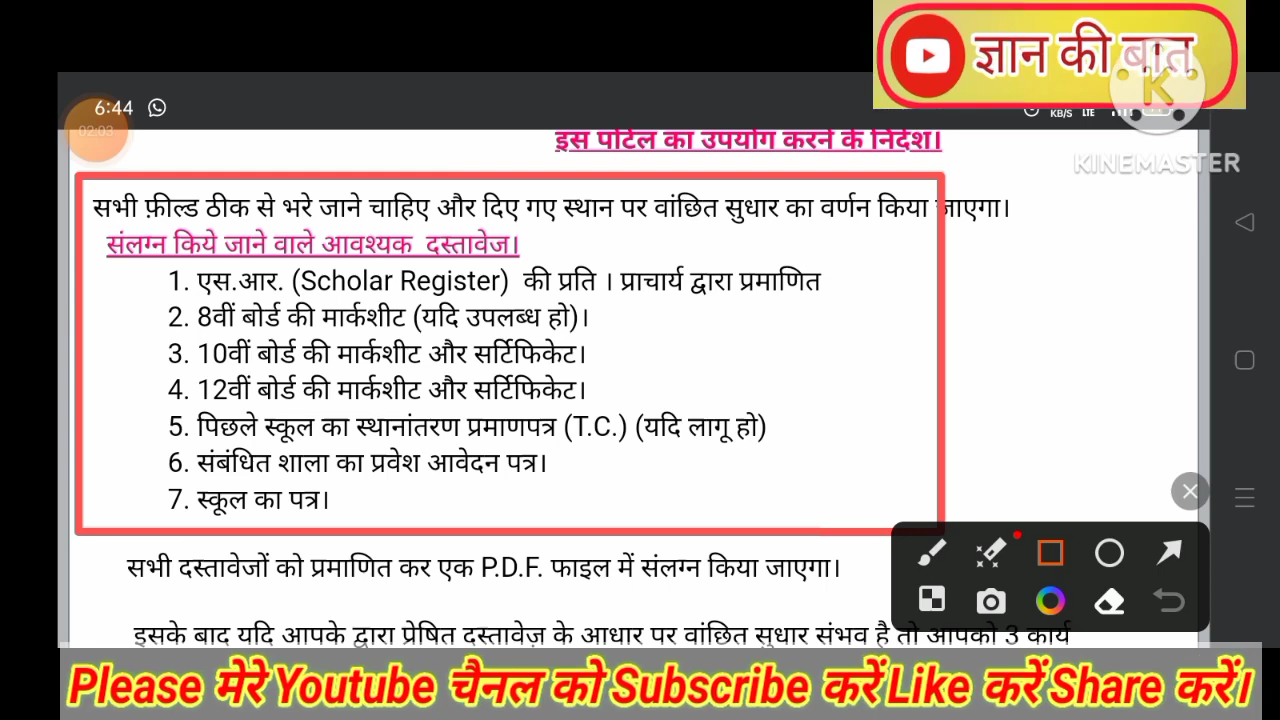 ज्ञान की बात
6:44
KB/S LTE
02:03
KINEMASTER
इस पोर्टल का उपयोग करने के निर्देश।
सभी फ़ील्ड ठीक से भरे जाने चाहिए और दिए गए स्थान पर वांछित सुधार का वर्णन किया जाएगा।
संलग्न किये जाने वाले आवश्यक दस्तावेज।
1. एस.आर. (Scholar Register) की प्रति । प्राचार्य द्वारा प्रमाणित
2. 8वीं बोर्ड की मार्कशीट (यदि उपलब्ध हो)।
3. 10वीं बोर्ड की मार्कशीट और सर्टिफिकेट।
4. 12वीं बोर्ड की मार्कशीट और सर्टिफिकेट।
5. पिछले स्कूल का स्थानांतरण प्रमाणपत्र (T.C.) (यदि लागू हो)
6. संबंधित शाला का प्रवेश आवेदन पत्र।
7. स्कूल का पत्र।
सभी दस्तावेजों को प्रमाणित कर एक P.D.F. फाइल में संलग्न किया जाएगा।
इसके बाद यदि आपके द्वारा प्रेषित दस्तावेज़ के आधार पर वांछित सुधार संभव है तो आपको 3 कार्य
Please मेरे Youtube चैनल को Subscribe करें Like करें Share करें।